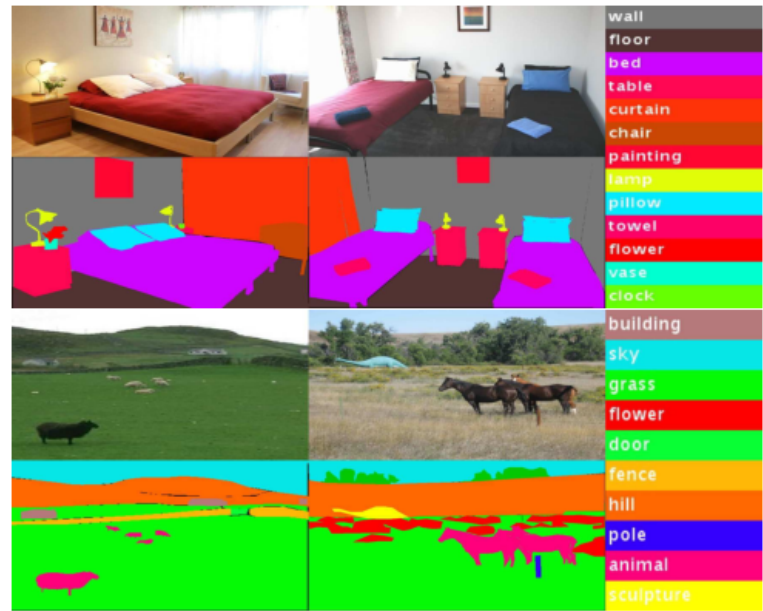 wall
floor
bed
table
curtain
chair
painting
lamp
pillow
towel
flower
vase
clock
building
sky
grass
flower
door
fence
hill
pole
animal
sculpture